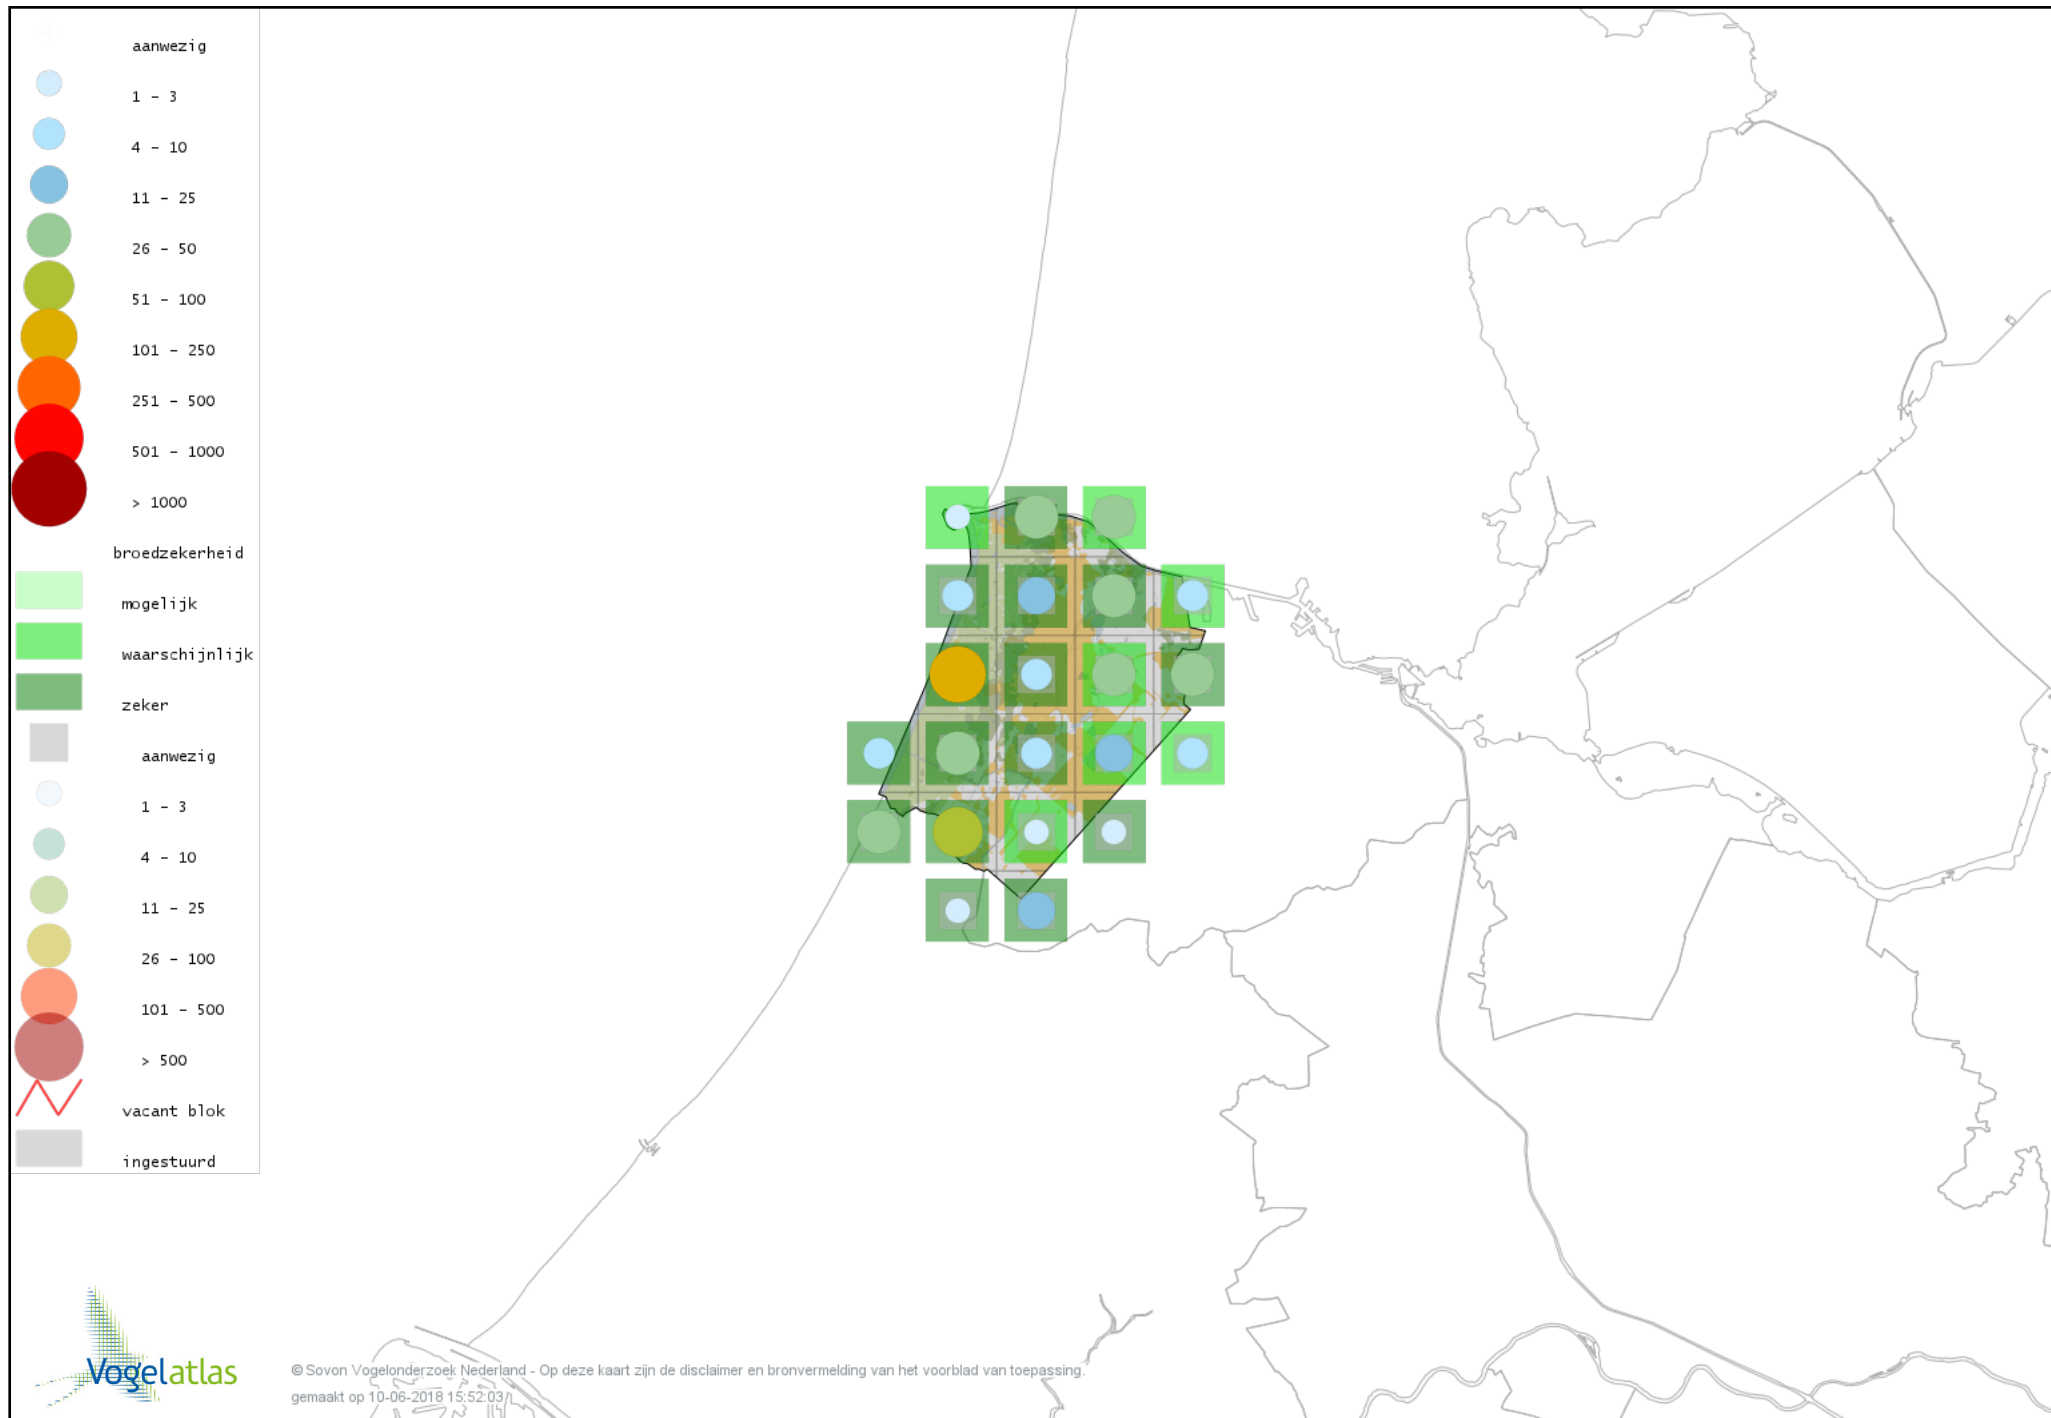 aanwezig
1 - 3
4 - 10
11 - 25
26 - 50
51 - 100
101 - 250
251 - 500
501 - 1000
> 1000
broedzekerheid
mogelijk
waarschijnlijk
zeker
aanwezig
1 - 3
4 - 10
11 - 25
26 - 100
101 - 500
> 500
vacant blok
ingestuurd
Vogelatlas
© Sovon Vogelonderzoek Nederland - Op deze kaart zijn de disclaimer en bronvermelding van het voorblad van toepassing.
gemaakt op 10-06-2018 15:52:03